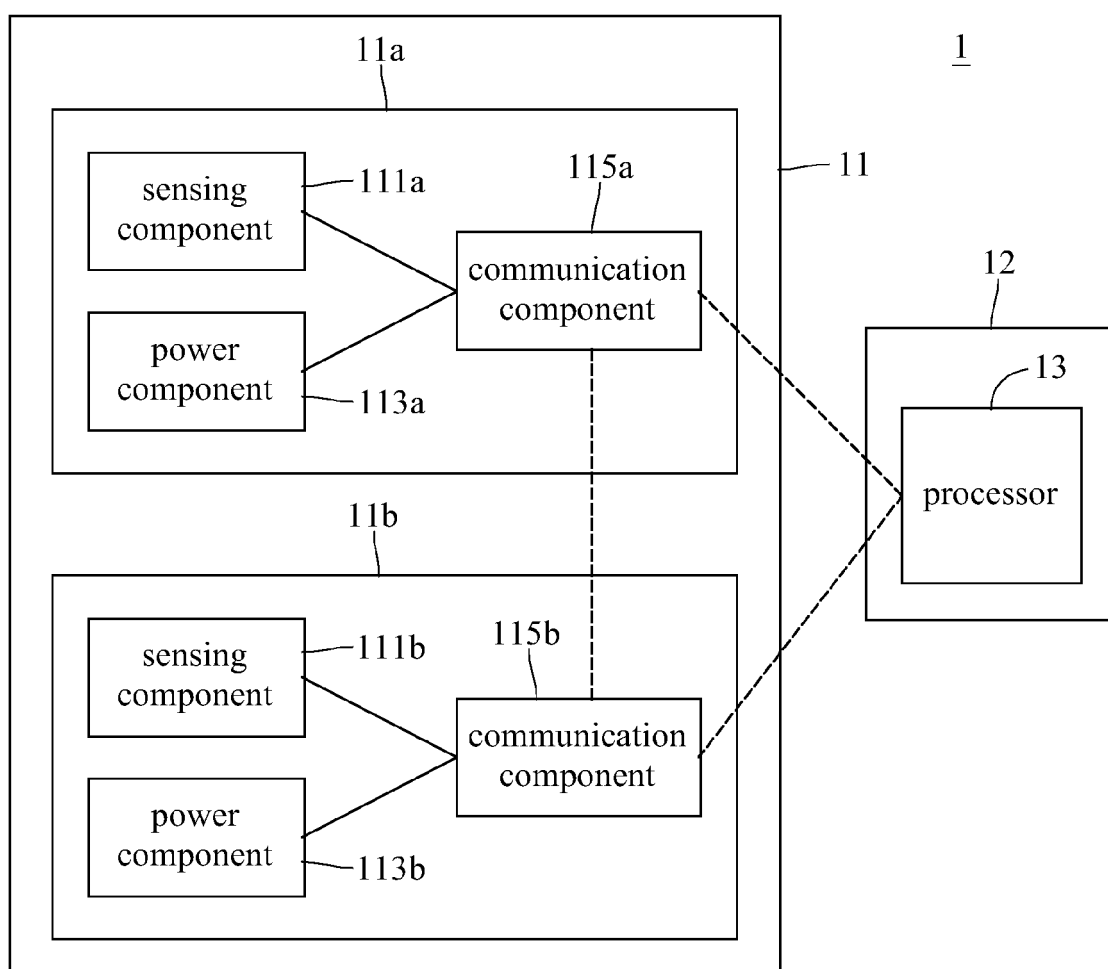 1
11a
11
sensing
component
111a
power
component
113a
115a
communication
component
12
13
processor
11b
sensing
component
111b
power
component
113b
115b
communication
component